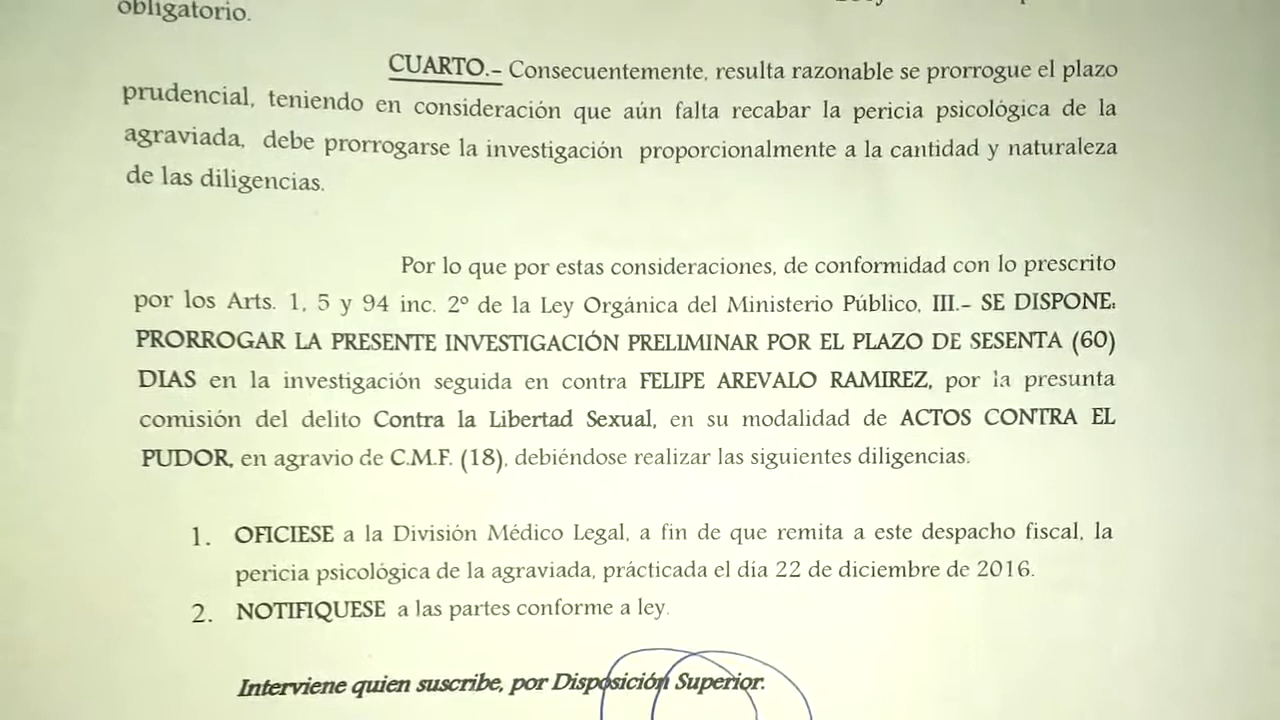 obligatorio.
CUARTO.- Consecuentemente, resulta razonable se prorrogue el plazo
prudencial, teniendo en consideración que aún falta recabar la pericia psicológica de la
agraviada, debe prorrogarse la investigación proporcionalmente a la cantidad y naturaleza
de las diligencias.
Por lo que por estas consideraciones, de conformidad con lo prescrito
por los Arts. 1, 5 y 94 inc. 2° de la Ley Orgánica del Ministerio Público, III.- SE DISPONE:
PRORROGAR LA PRESENTE INVESTIGACIÓN PRELIMINAR POR EL PLAZO DE SESENTA (60)
DIAS en la investigación seguida en contra FELIPE AREVALO RAMIREZ, por la presunta
comisión del delito Contra la Libertad Sexual, en su modalidad de ACTOS CONTRA EL
PUDOR, en agravio de C.M.F. (18), debiéndose realizar las siguientes diligencias.
1. OFICIESE a la División Médico Legal, a fin de que remita a este despacho fiscal, la
pericia psicológica de la agraviada, prácticada el día 22 de diciembre de 2016.
2. NOTIFIQUESE a las partes conforme a ley.
Interviene quien suscribe, por Disposición Superior.